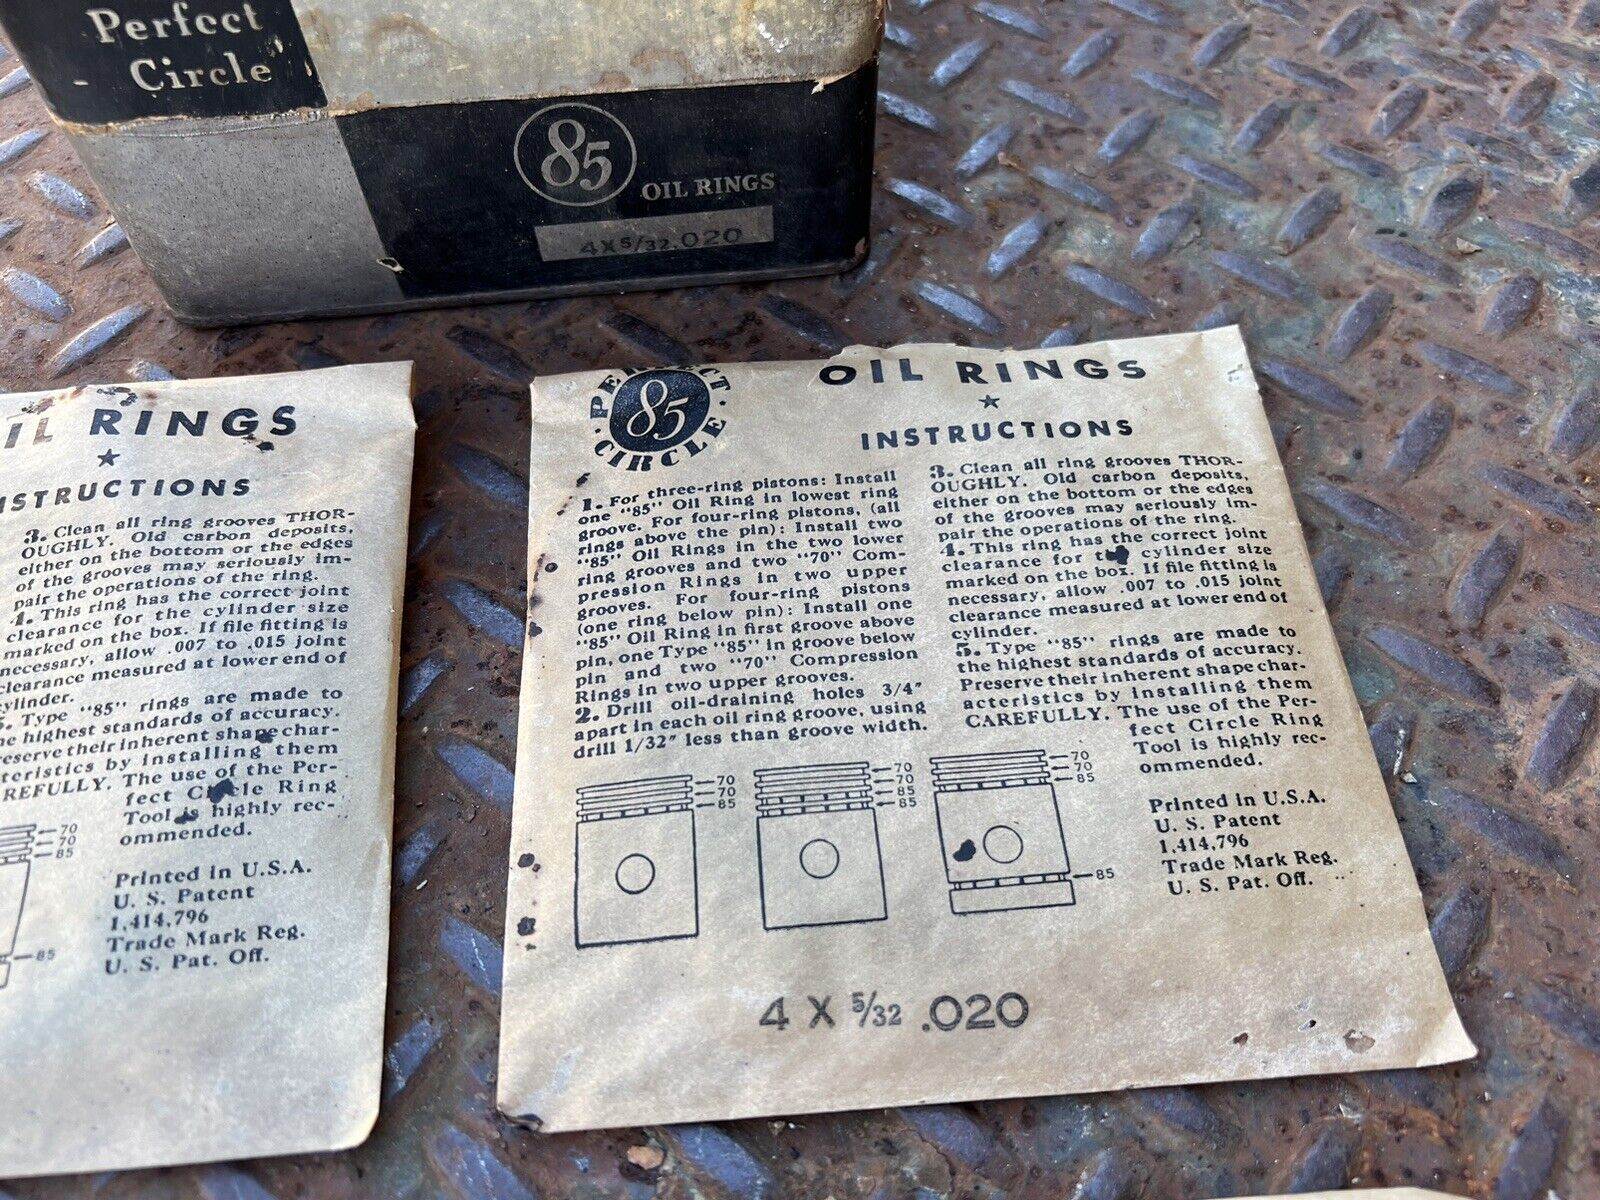 Perfect
- Circle
85 OIL RINGS
4 X 5/32 .020
IL RINGS
★
NSTRUCTIONS
3. Clean all ring grooves THOR-
OUGHLY. Old carbon deposits,
either on the bottom or the edges
of the grooves may seriously im-
pair the operations of the ring.
4. This ring has the correct joint
clearance for the cylinder size
marked on the box. If file fitting is
necessary, allow .007 to .015 joint
clearance measured at lower end of
cylinder.
5. Type "85" rings are made to
he highest standards of accuracy.
reserve their inherent shape char-
teristics by installing them
REFULLY. The use of the Per-
fect Circle Ring
Tool is highly rec-
ommended.
70
70
85
85
Printed in U.S.A.
U. S. Patent
1,414,796
Trade Mark Reg.
U. S. Pat. Off.
PERFECT
85
CIRCLE
OIL RINGS
★
INSTRUCTIONS
1. For three-ring pistons: Install
one "85" Oil Ring in lowest ring
groove. For four-ring pistons, (all
rings above the pin): Install two
"85" Oil Rings in the two lower
ring grooves and two "70" Com-
pression Rings in two upper
grooves. For four-ring pistons
(one ring below pin): Install one
"85" Oil Ring in first groove above
pin, one Type "85" in groove below
pin and two "70" Compression
Rings in two upper grooves.
2. Drill oil-draining holes 3/4"
apart in each oil ring groove, using
drill 1/32" less than groove width.
3. Clean all ring grooves THOR-
OUGHLY. Old carbon deposits,
either on the bottom or the edges
of the grooves may seriously im-
pair the operations of the ring.
4. This ring has the correct joint
clearance for the cylinder size
marked on the box. If file fitting is
necessary, allow .007 to .015 joint
clearance measured at lower end of
cylinder.
5. Type "85" rings are made to
the highest standards of accuracy.
Preserve their inherent shape char-
acteristics by installing them
CAREFULLY. The use of the Per-
fect Circle Ring
Tool is highly rec-
ommended.
70
70
85
70
70
85
85
70
70
85
85
Printed in U.S.A.
U. S. Patent
1,414,796
Trade Mark Reg.
U. S. Pat. Off.
4 X 5/32 .020